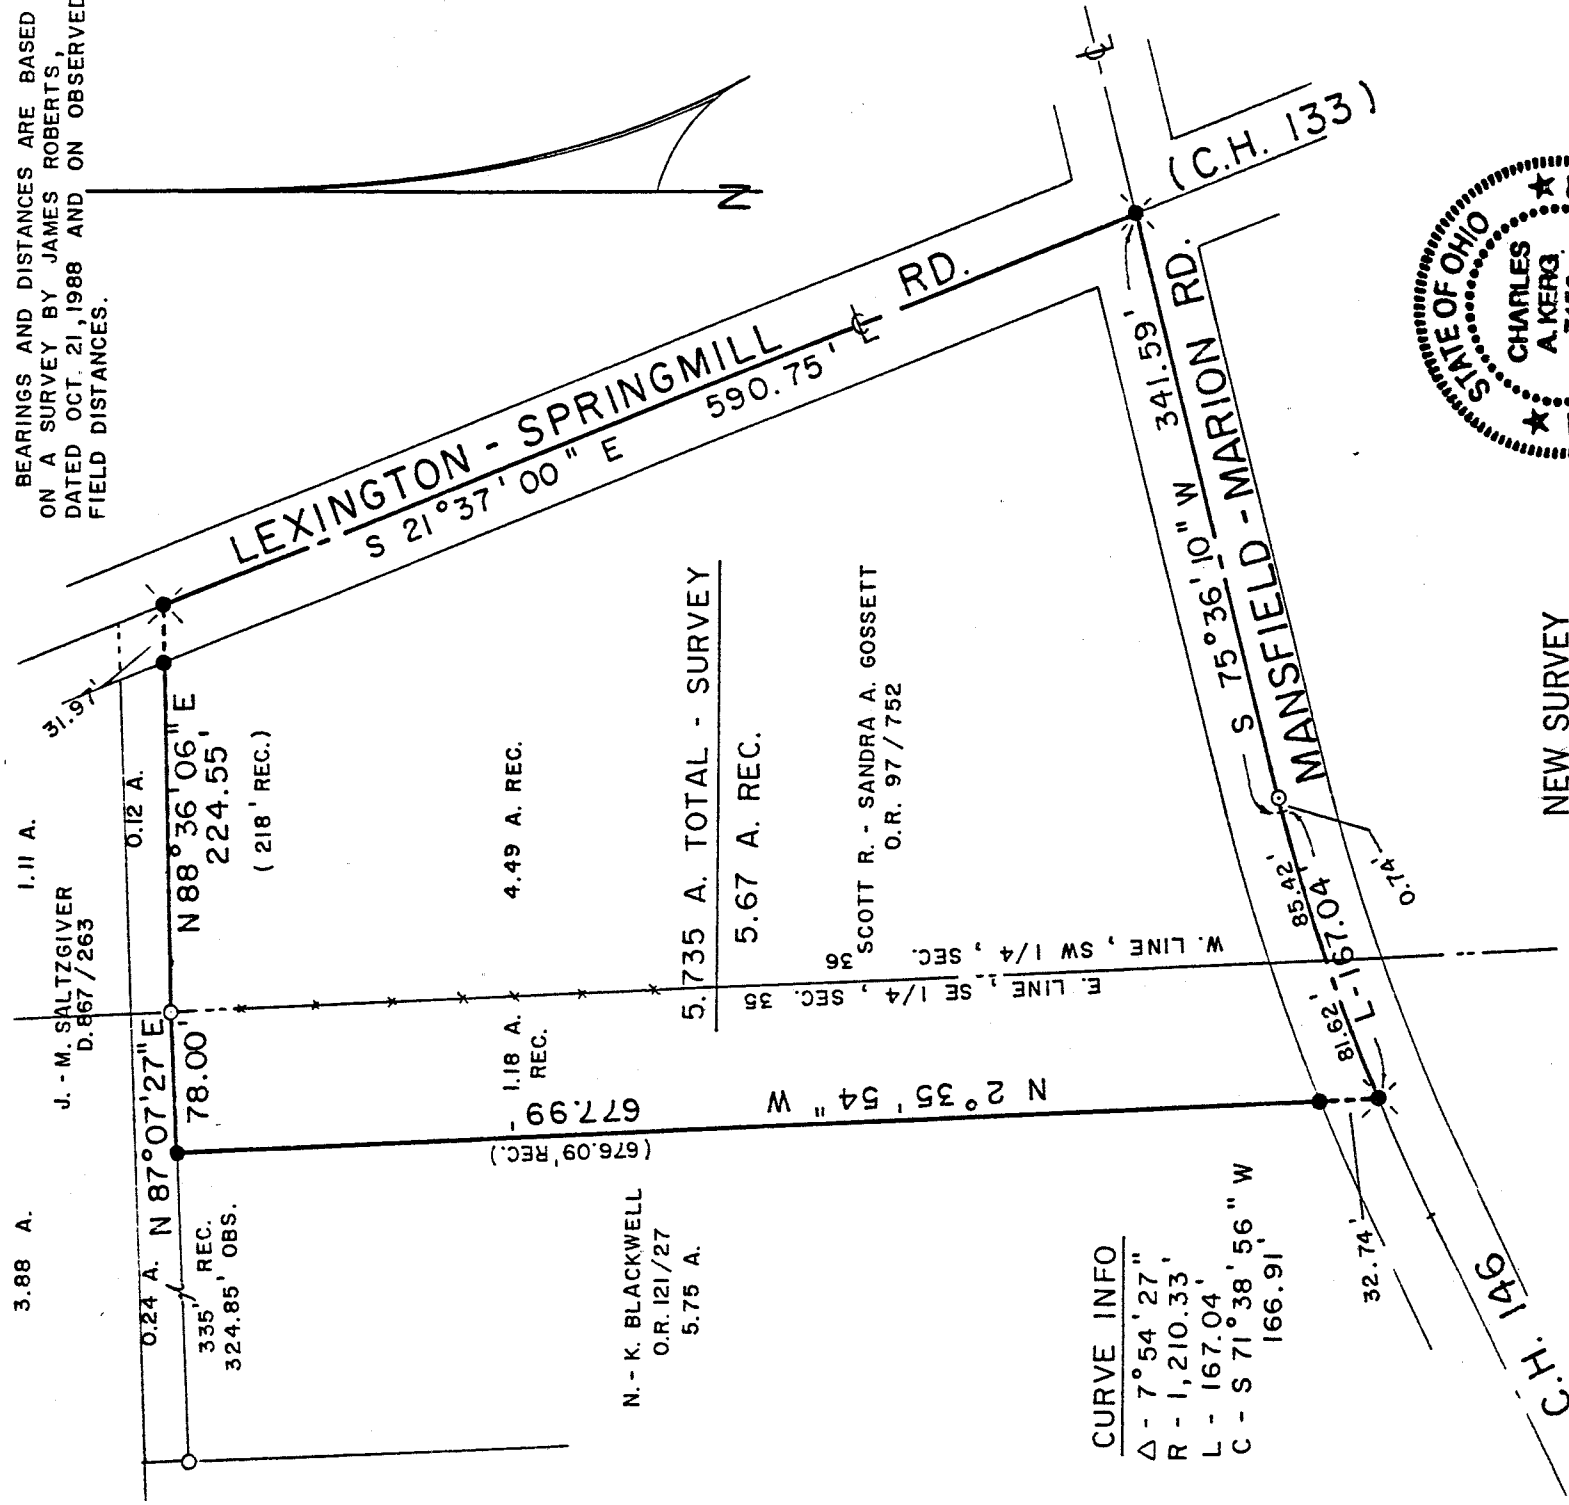 BEARINGS AND DISTANCES ARE BASED
ON A SURVEY BY JAMES ROBERTS,
DATED OCT. 21, 1988 AND ON OBSERVED
FIELD DISTANCES.
N
3.88 A.
1.11 A.
J. - M. SALTZGIVER
D. 867/263
31.97'
0.12 A.
0.24 A.
N 87°07'27" E
78.00'
N 88°36'06" E
224.55'
(218' REC.)
335' REC.
324.85' OBS.
LEXINGTON - SPRINGMILL RD.
S 21°37'00" E 590.75'
(C.H. 133)
4.49 A. REC.
1.18 A.
REC.
5.735 A. TOTAL - SURVEY
5.67 A. REC.
SCOTT R. - SANDRA A. GOSSETT
O.R. 97/752
N 2°35'54" W 677.99'
(676.09' REC.)
E. LINE, SE 1/4, SEC. 35
W. LINE, SW 1/4, SEC. 36
N. - K. BLACKWELL
O.R. 121/27
5.75 A.
S 75°36'10" W 341.59'
MANSFIELD - MARION RD.
85.42'
81.62'
L - 167.04'
0.74'
32.74'
C.H. 146
CURVE INFO
Δ - 7°54'27"
R - 1,210.33'
L - 167.04'
C - S 71°38'56" W
166.91'
STATE OF OHIO
CHARLES
A. KERG
NEW SURVEY